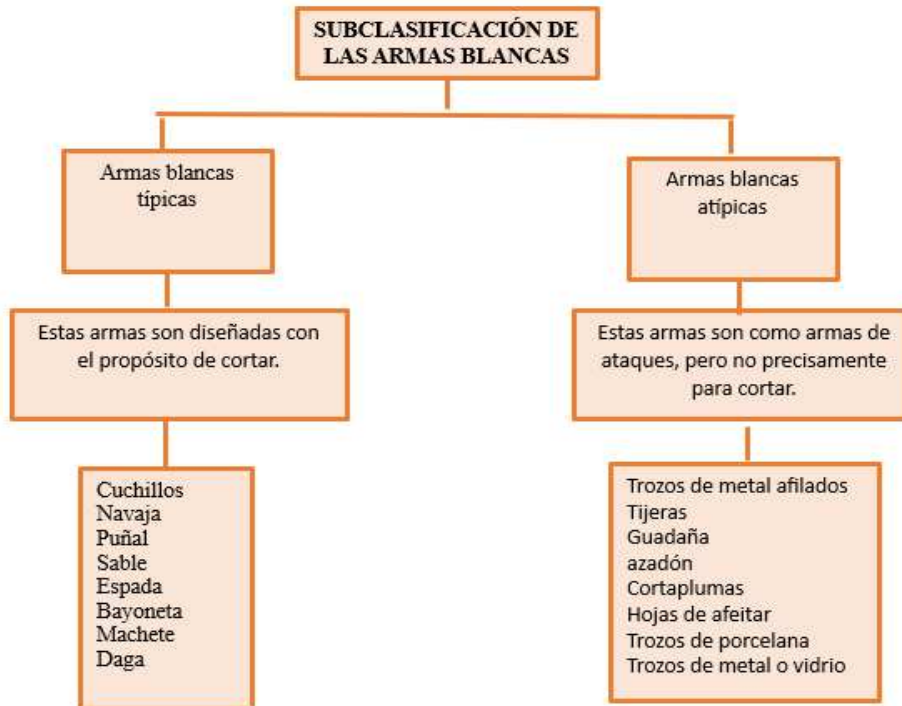 SUBCLASIFICACIÓN DE
LAS ARMAS BLANCAS
Armas blancas
típicas
Estas armas son diseñadas con
el propósito de cortar.
Cuchillos
Navaja
Puñal
Sable
Espada
Bayoneta
Machete
Daga
Armas blancas
atípicas
Estas armas son como armas de
ataques, pero no precisamente
para cortar.
Trozos de metal afilados
Tijeras
Guadaña
azadón
Cortaplumas
Hojas de afeitar
Trozos de porcelana
Trozos de metal o vidrio